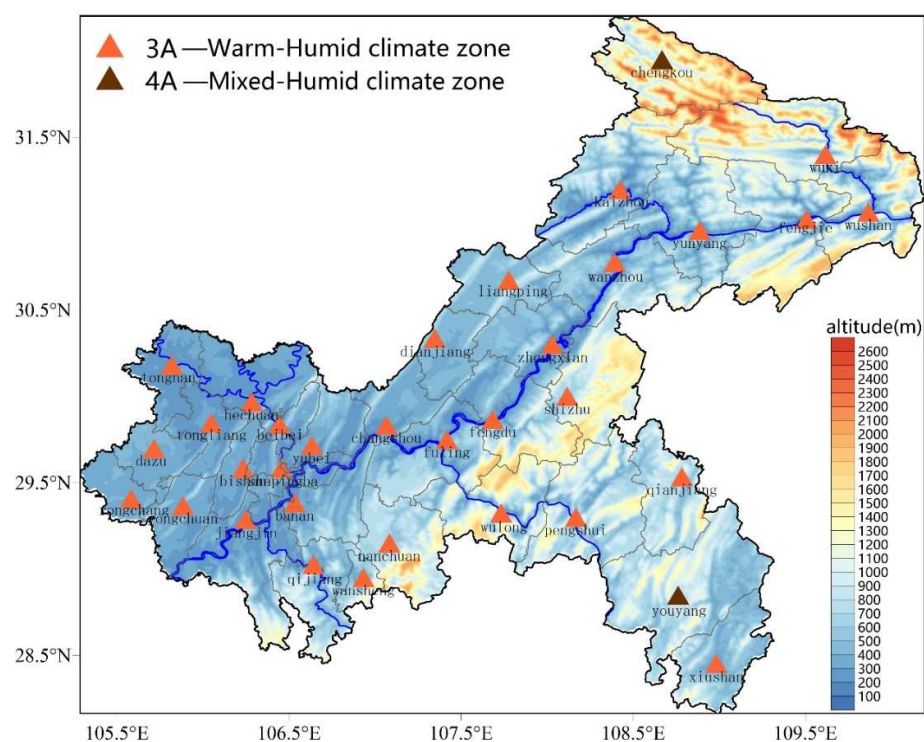 3A —Warm-Humid climate zone
4A —Mixed-Humid climate zone
chengkou
31.5°N
wuxi
kaizhou
wushan
fengjie
yunyang
wanzhou
liangping
30.5°N
altitude(m)
dianjiang
zhongxian
2600
2500
2400
2300
2200
2100
2000
1900
1800
1700
1600
1500
1400
1300
1200
1100
1000
900
800
700
600
500
400
300
200
100
tongnan
shizhu
hechuan
tongliang
beibei
changshou
fengdu
yubei
fuling
dazu
bishan
shapingba
29.5°N
qianjiang
rongchang
yongchuan
banan
jiangjin
wulong
pengshui
nanchuan
qijiang
wansheng
youyang
28.5°N
xiushan
105.5°E
106.5°E
107.5°E
108.5°E
109.5°E